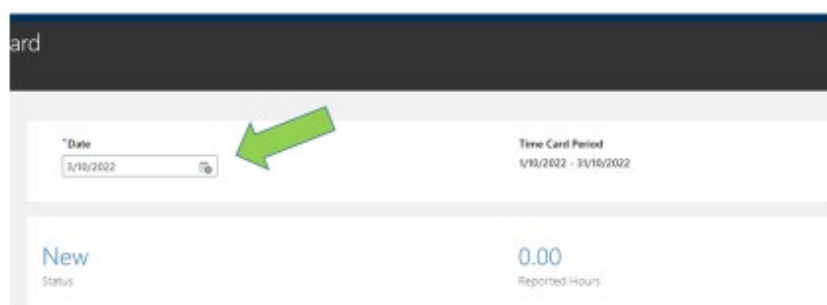 ard
*Date
3/10/2022
Time Card Period
1/10/2022 - 31/10/2022
New
Status
0.00
Reported Hours